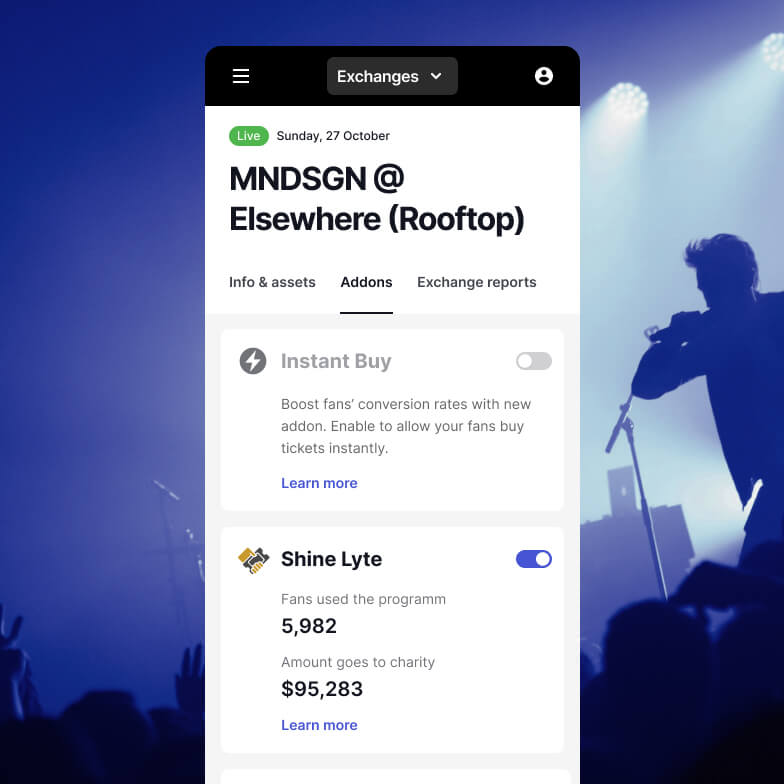 Exchanges
Live Sunday, 27 October
MNDSGN @
Elsewhere (Rooftop)
Info & assets Addons Exchange reports
Instant Buy
Boost fans’ conversion rates with new
addon. Enable to allow your fans buy
tickets instantly.
Learn more
Shine Lyte
Fans used the programm
5,982
Amount goes to charity
$95,283
Learn more